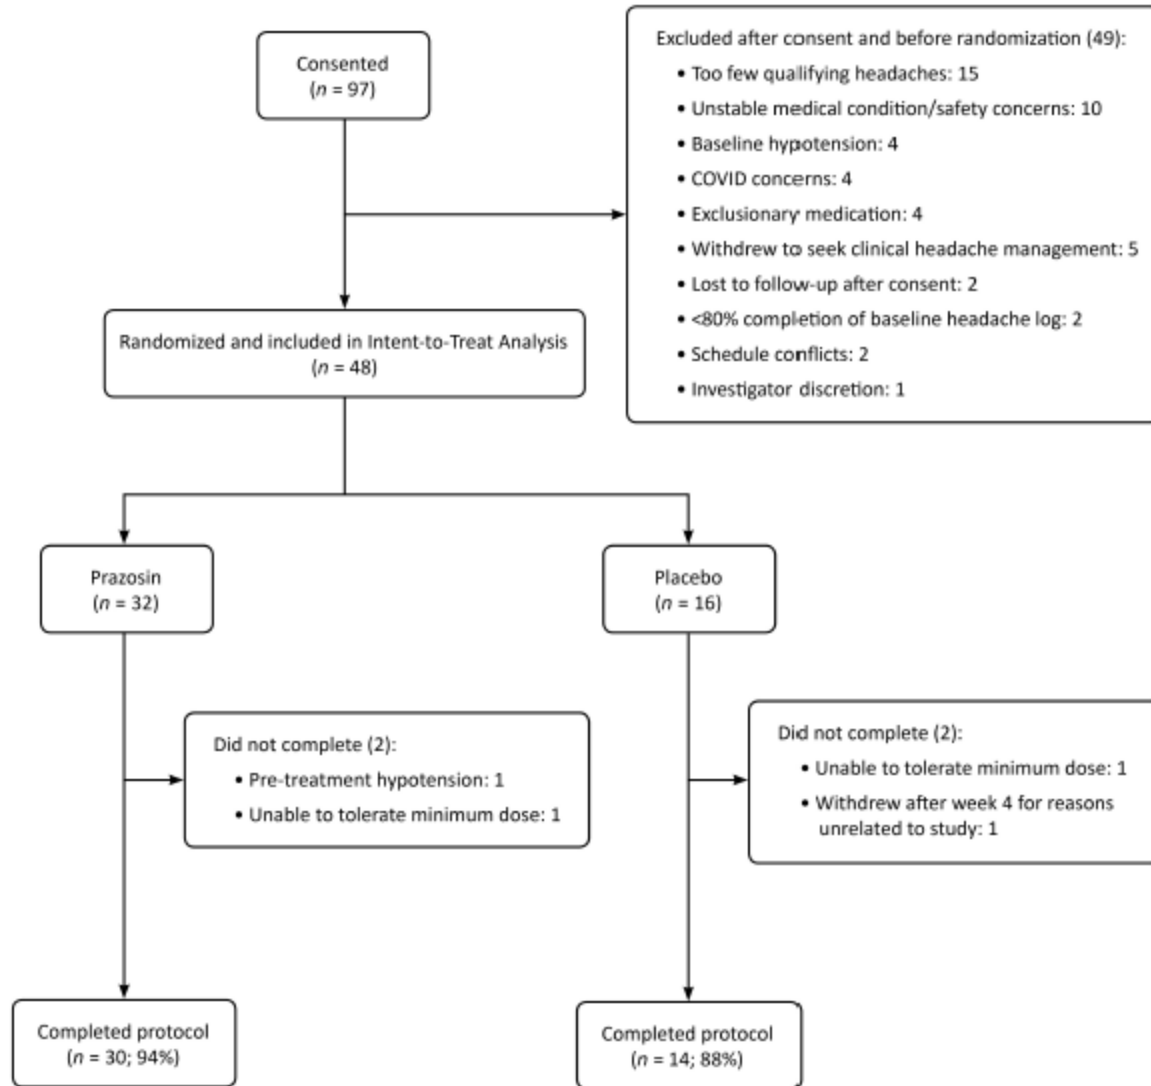 Consented
(n = 97)
Excluded after consent and before randomization (49):
• Too few qualifying headaches: 15
• Unstable medical condition/safety concerns: 10
• Baseline hypotension: 4
• COVID concerns: 4
• Exclusionary medication: 4
• Withdrew to seek clinical headache management: 5
• Lost to follow-up after consent: 2
• <80% completion of baseline headache log: 2
• Schedule conflicts: 2
• Investigator discretion: 1
Randomized and included in Intent-to-Treat Analysis
(n = 48)
Prazosin
(n = 32)
Placebo
(n = 16)
Did not complete (2):
• Pre-treatment hypotension: 1
• Unable to tolerate minimum dose: 1
Did not complete (2):
• Unable to tolerate minimum dose: 1
• Withdrew after week 4 for reasons
unrelated to study: 1
Completed protocol
(n = 30; 94%)
Completed protocol
(n = 14; 88%)